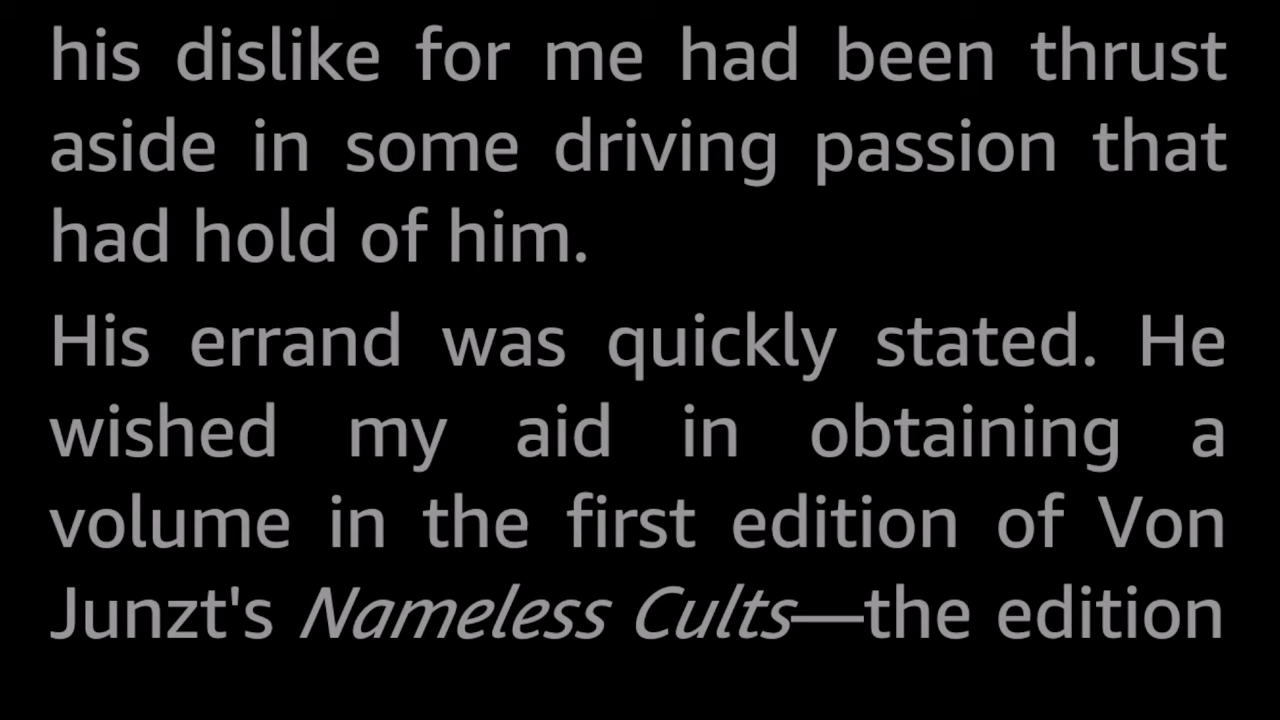 his dislike for me had been thrust
aside in some driving passion that
had hold of him.
His errand was quickly stated. He
wished my aid in obtaining a
volume in the first edition of Von
Junzt's Nameless Cults—the edition